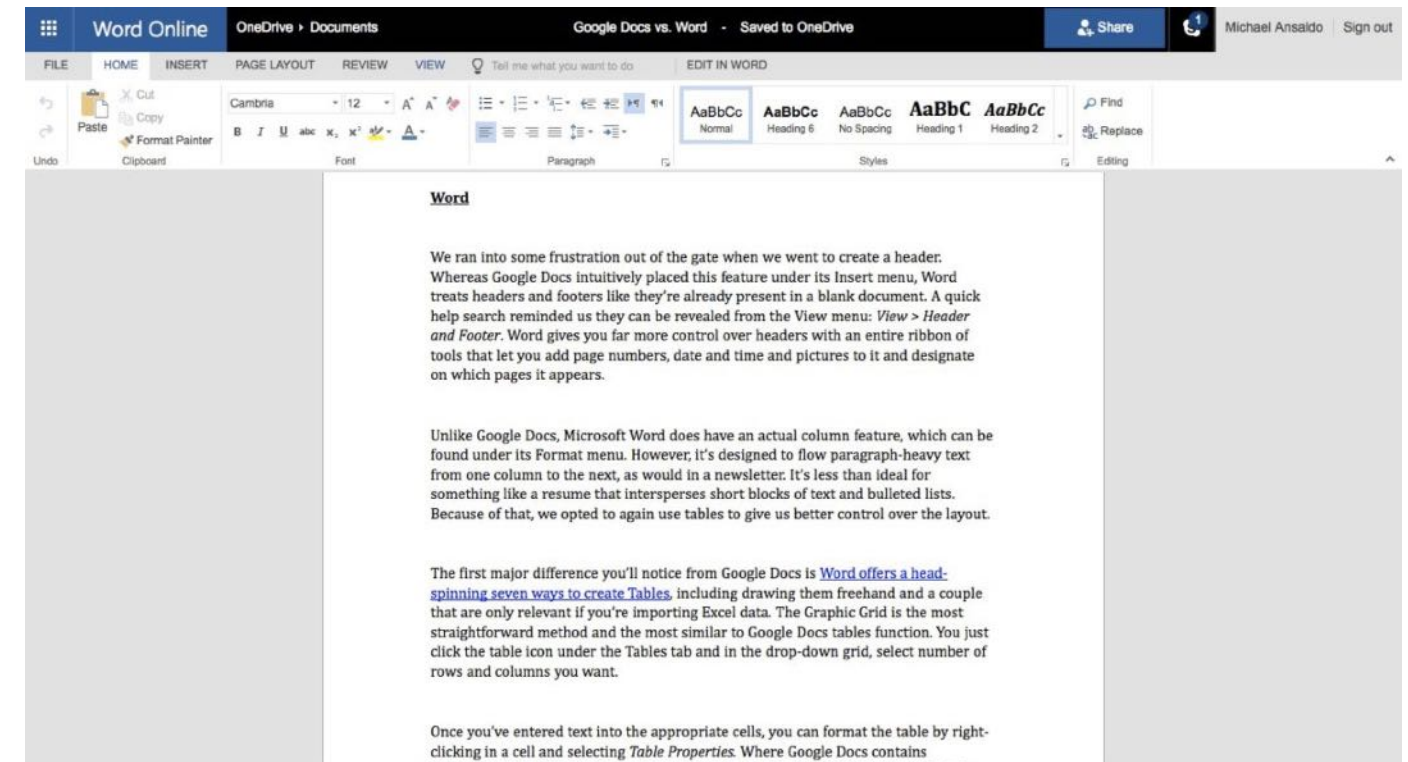 Word Online OneDrive › Documents Google Docs vs. Word - Saved to OneDrive Share 1 Michael Ansaldo Sign out
FILE HOME INSERT PAGE LAYOUT REVIEW VIEW Tell me what you want to do EDIT IN WORD
Cut
Copy
Paste
Format Painter
Undo Clipboard
Cambria 12 A A
B I U abc x₂ x² A
Font
Paragraph
AaBbCc AaBbCc AaBbCc AaBbC AaBbCc
Normal Heading 6 No Spacing Heading 1 Heading 2
Styles
Find
Replace
Editing
Word
We ran into some frustration out of the gate when we went to create a header.
Whereas Google Docs intuitively placed this feature under its Insert menu, Word
treats headers and footers like they’re already present in a blank document. A quick
help search reminded us they can be revealed from the View menu: View > Header
and Footer. Word gives you far more control over headers with an entire ribbon of
tools that let you add page numbers, date and time and pictures to it and designate
on which pages it appears.
Unlike Google Docs, Microsoft Word does have an actual column feature, which can be
found under its Format menu. However, it’s designed to flow paragraph-heavy text
from one column to the next, as would in a newsletter. It’s less than ideal for
something like a resume that intersperses short blocks of text and bulleted lists.
Because of that, we opted to again use tables to give us better control over the layout.
The first major difference you’ll notice from Google Docs is Word offers a head-
spinning seven ways to create Tables, including drawing them freehand and a couple
that are only relevant if you’re importing Excel data. The Graphic Grid is the most
straightforward method and the most similar to Google Docs tables function. You just
click the table icon under the Tables tab and in the drop-down grid, select number of
rows and columns you want.
Once you’ve entered text into the appropriate cells, you can format the table by right-
clicking in a cell and selecting Table Properties. Where Google Docs contains